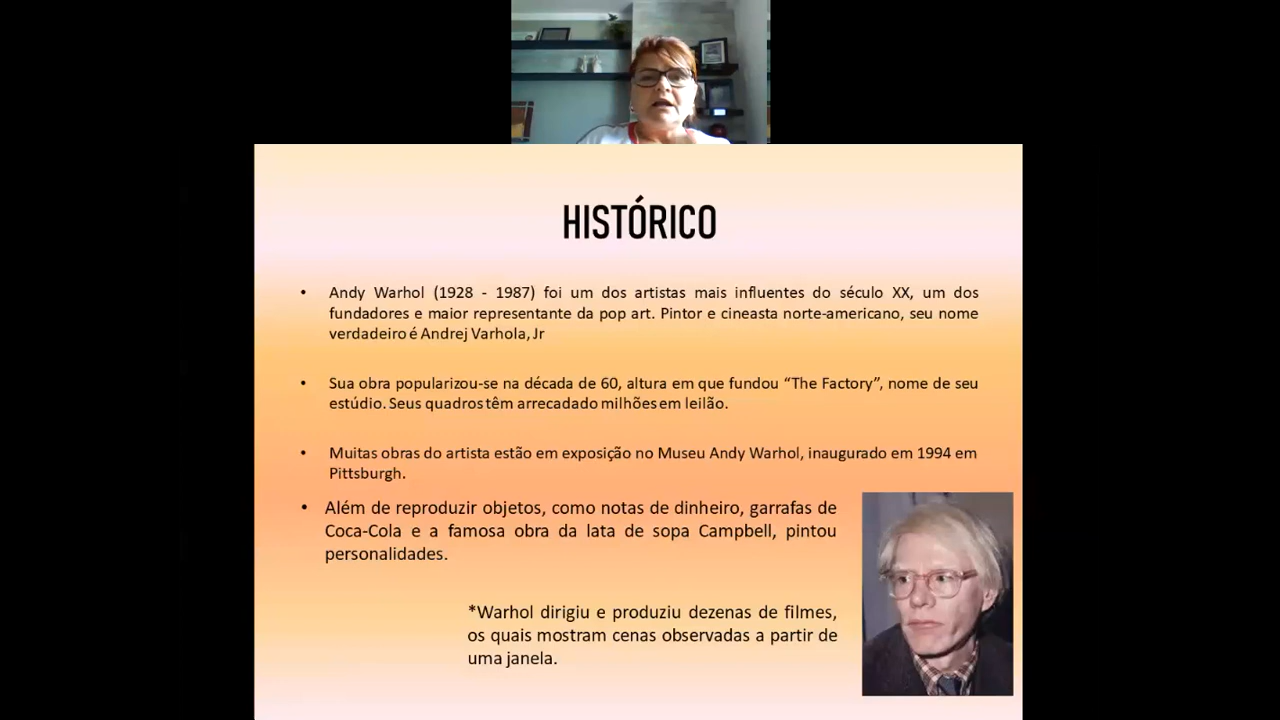 HISTÓRICO
• Andy Warhol (1928 - 1987) foi um dos artistas mais influentes do século XX, um dos
fundadores e maior representante da pop art. Pintor e cineasta norte-americano, seu nome
verdadeiro é Andrej Varhola, Jr
• Sua obra popularizou-se na década de 60, altura em que fundou “The Factory”, nome de seu
estúdio. Seus quadros têm arrecadado milhões em leilão.
• Muitas obras do artista estão em exposição no Museu Andy Warhol, inaugurado em 1994 em
Pittsburgh.
• Além de reproduzir objetos, como notas de dinheiro, garrafas de
Coca-Cola e a famosa obra da lata de sopa Campbell, pintou
personalidades.
*Warhol dirigiu e produziu dezenas de filmes,
os quais mostram cenas observadas a partir de
uma janela.